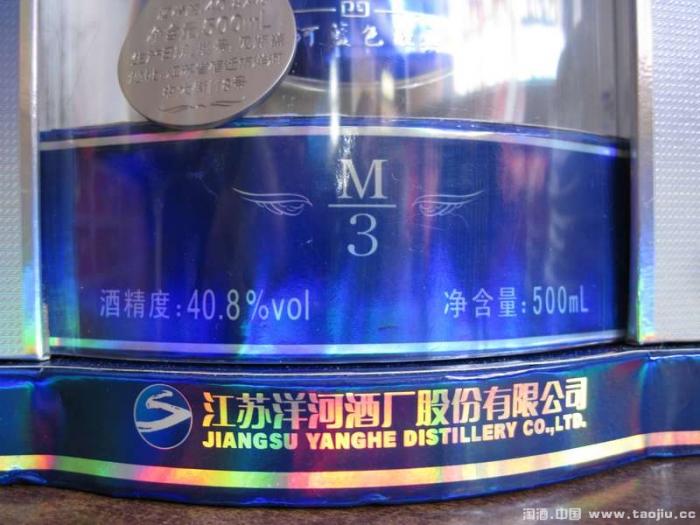 500mL
M
3
酒精度:40.8%vol
净含量:500mL
江苏洋河酒厂股份有限公司
JIANGSU YANGHE DISTILLERY CO.,LTD.
淘酒.中国 www.taojiu.cc